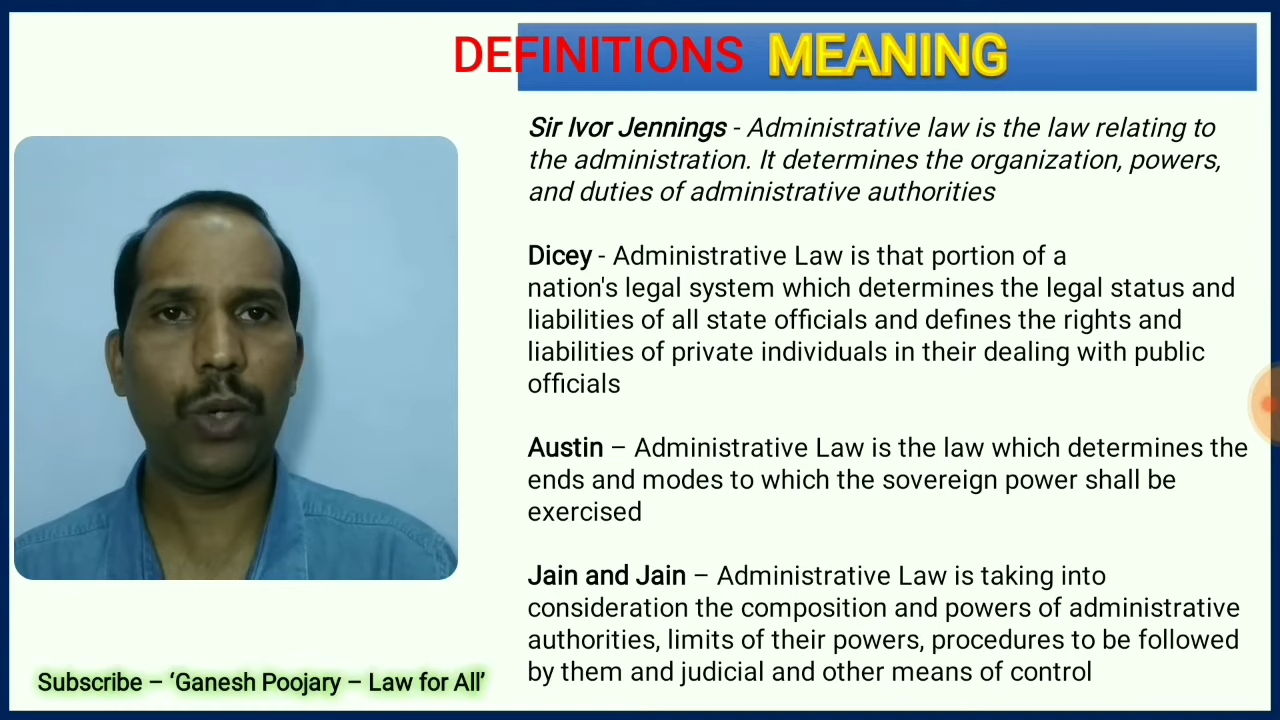 DEFINITIONS MEANING
Sir Ivor Jennings - Administrative law is the law relating to
the administration. It determines the organization, powers,
and duties of administrative authorities
Dicey - Administrative Law is that portion of a
nation's legal system which determines the legal status and
liabilities of all state officials and defines the rights and
liabilities of private individuals in their dealing with public
officials
Austin – Administrative Law is the law which determines the
ends and modes to which the sovereign power shall be
exercised
Jain and Jain – Administrative Law is taking into
consideration the composition and powers of administrative
authorities, limits of their powers, procedures to be followed
by them and judicial and other means of control
Subscribe – ‘Ganesh Poojary – Law for All’